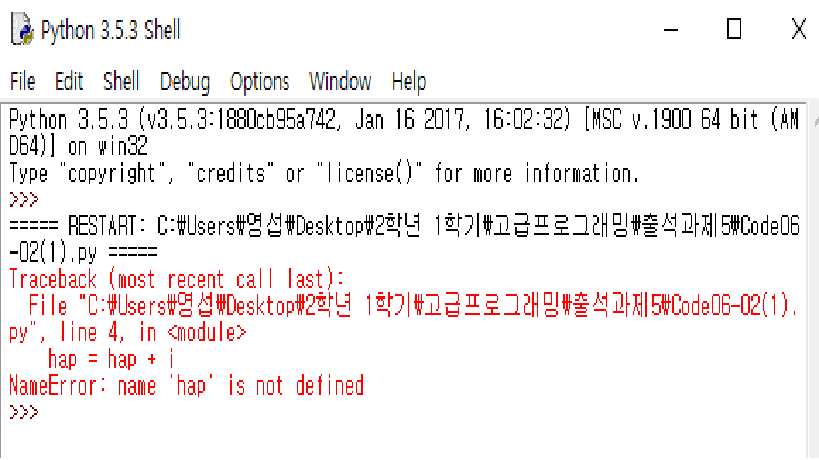 Python 3.5.3 Shell
File Edit Shell Debug Options Window Help
Python 3.5.3 (v3.5.3:1880cb95a742, Jan 16 2017, 16:02:32) [MSC v.1900 64 bit (AM
D64)] on win32
Type "copyright", "credits" or "license()" for more information.
>>>
===== RESTART: C:₩Users₩영섭₩Desktop₩2학년 1학기₩고급프로그래밍₩출석과제5₩Code06
-02(1).py =====
Traceback (most recent call last):
  File "C:₩Users₩영섭₩Desktop₩2학년 1학기₩고급프로그래밍₩출석과제5₩Code06-02(1).
py", line 4, in <module>
    hap = hap + i
NameError: name 'hap' is not defined
>>>